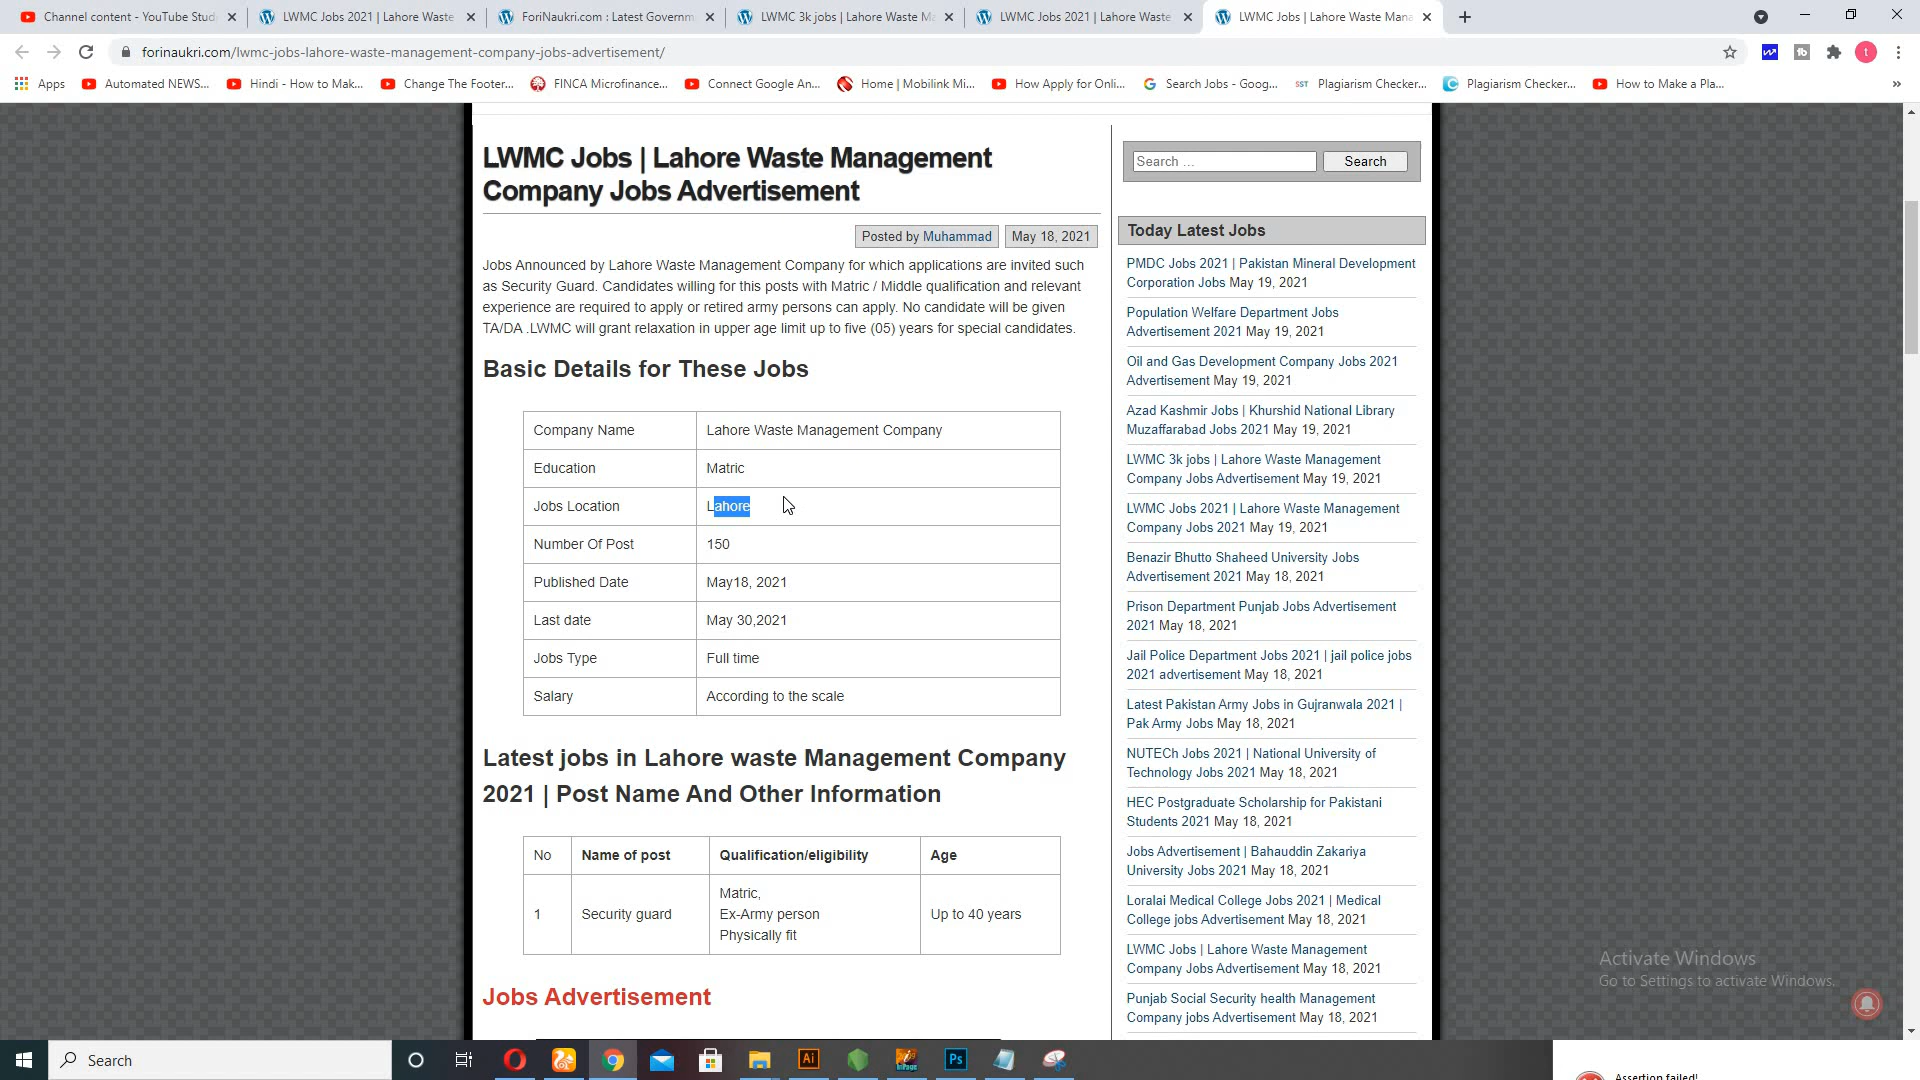 Channel content - YouTube Stud
LWMC Jobs 2021 | Lahore Waste
ForiNaukri.com : Latest Governm
LWMC 3k jobs | Lahore Waste Ma
LWMC Jobs 2021 | Lahore Waste
LWMC Jobs | Lahore Waste Mana
forinaukri.com/lwmc-jobs-lahore-waste-management-company-jobs-advertisement/
t
Apps
Automated NEWS...
Hindi - How to Mak...
Change The Footer...
FINCA Microfinance...
Connect Google An...
Home | Mobilink Mi...
How Apply for Onli...
Search Jobs - Goog...
SST Plagiarism Checker...
Plagiarism Checker...
How to Make a Pla...
LWMC Jobs | Lahore Waste Management
Company Jobs Advertisement
Posted by Muhammad May 18, 2021
Jobs Announced by Lahore Waste Management Company for which applications are invited such
as Security Guard. Candidates willing for this posts with Matric / Middle qualification and relevant
experience are required to apply or retired army persons can apply. No candidate will be given
TA/DA .LWMC will grant relaxation in upper age limit up to five (05) years for special candidates.
Basic Details for These Jobs
Company Name Lahore Waste Management Company
Education Matric
Jobs Location Lahore
Number Of Post 150
Published Date May18, 2021
Last date May 30,2021
Jobs Type Full time
Salary According to the scale
Latest jobs in Lahore waste Management Company
2021 | Post Name And Other Information
No Name of post Qualification/eligibility Age
1 Security guard Matric, Up to 40 years
Ex-Army person
Physically fit
Jobs Advertisement
Search ... Search
Today Latest Jobs
PMDC Jobs 2021 | Pakistan Mineral Development
Corporation Jobs May 19, 2021
Population Welfare Department Jobs
Advertisement 2021 May 19, 2021
Oil and Gas Development Company Jobs 2021
Advertisement May 19, 2021
Azad Kashmir Jobs | Khurshid National Library
Muzaffarabad Jobs 2021 May 19, 2021
LWMC 3k jobs | Lahore Waste Management
Company Jobs Advertisement May 19, 2021
LWMC Jobs 2021 | Lahore Waste Management
Company Jobs 2021 May 19, 2021
Benazir Bhutto Shaheed University Jobs
Advertisement 2021 May 18, 2021
Prison Department Punjab Jobs Advertisement
2021 May 18, 2021
Jail Police Department Jobs 2021 | jail police jobs
2021 advertisement May 18, 2021
Latest Pakistan Army Jobs in Gujranwala 2021 |
Pak Army Jobs May 18, 2021
NUTECh Jobs 2021 | National University of
Technology Jobs 2021 May 18, 2021
HEC Postgraduate Scholarship for Pakistani
Students 2021 May 18, 2021
Jobs Advertisement | Bahauddin Zakariya
University Jobs 2021 May 18, 2021
Loralai Medical College Jobs 2021 | Medical
College jobs Advertisement May 18, 2021
LWMC Jobs | Lahore Waste Management
Company Jobs Advertisement May 18, 2021
Punjab Social Security health Management
Company jobs Advertisement May 18, 2021
Activate Windows
Go to Settings to activate Windows.
Search
Ai
Ps
Assertion failed!